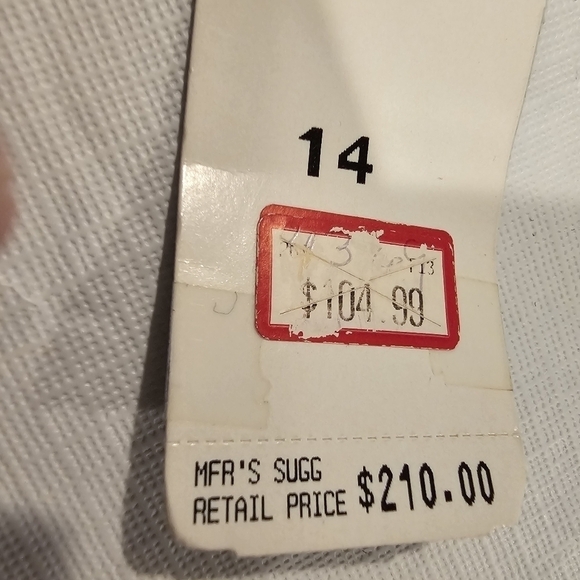 14
$104.99
MFR'S SUGG
RETAIL PRICE $210.00